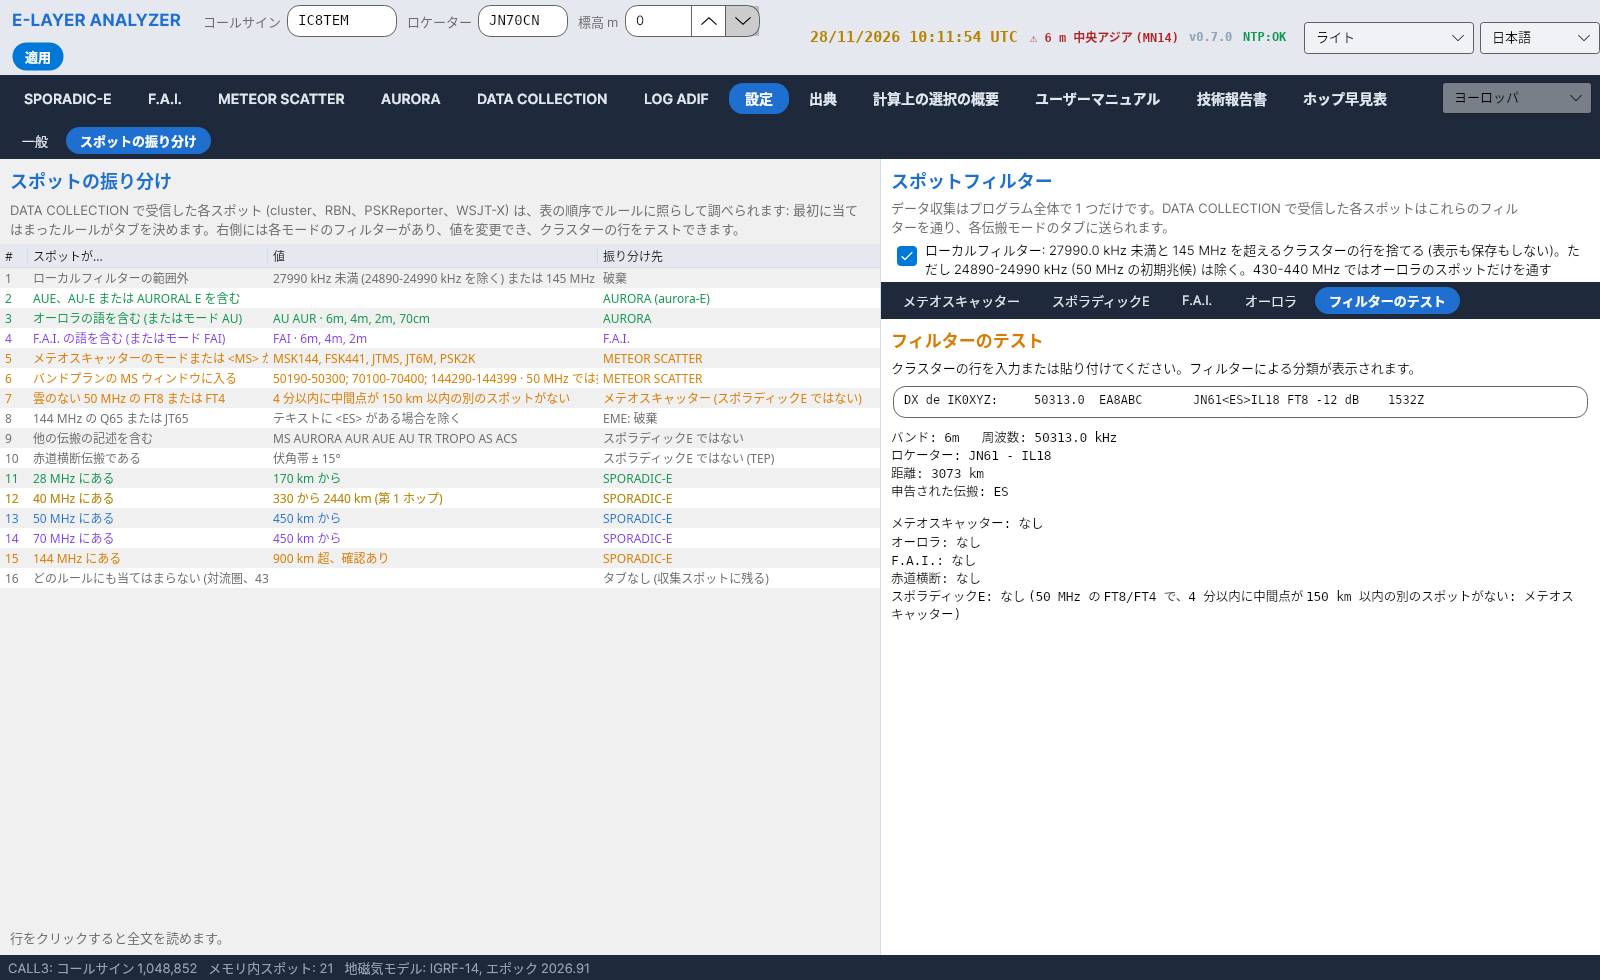 E-LAYER ANALYZER コールサイン IC8TEM ロケーター JN70CN 標高 m 0
適用
28/11/2026 10:11:54 UTC ⚠ 6 m 中央アジア (MN14) v0.7.0 NTP:OK ライト 日本語
SPORADIC-E F.A.I. METEOR SCATTER AURORA DATA COLLECTION LOG ADIF 設定 出典 計算上の選択の概要 ユーザーマニュアル 技術報告書 ホップ早見表 ヨーロッパ
一般 スポットの振り分け
スポットの振り分け
DATA COLLECTION で受信した各スポット (cluster、RBN、PSKReporter、WSJT-X) は、表の順序でルールに照らして調べられます: 最初に当て
はまったルールがタブを決めます。右側には各モードのフィルターがあり、値を変更でき、クラスターの行をテストできます。
# スポットが... 値 振り分け先
1 ローカルフィルターの範囲外 27990 kHz 未満 (24890-24990 kHz を除く) または 145 MHz 破棄
2 AUE、AU-E または AURORAL E を含む AURORA (aurora-E)
3 オーロラの語を含む (またはモード AU) AU AUR · 6m, 4m, 2m, 70cm AURORA
4 F.A.I. の語を含む (またはモード FAI) FAI · 6m, 4m, 2m F.A.I.
5 メテオスキャッターのモードまたは <MS> MSK144, FSK441, JTMS, JT6M, PSK2K METEOR SCATTER
6 バンドプランの MS ウィンドウに入る 50190-50300; 70100-70400; 144290-144399 · 50 MHz では METEOR SCATTER
7 雲のない 50 MHz の FT8 または FT4 4 分以内に中間点が 150 km 以内の別のスポットがない メテオスキャッター (スポラディックE ではない)
8 144 MHz の Q65 または JT65 テキストに <ES> がある場合を除く EME: 破棄
9 他の伝搬の記述を含む MS AURORA AUR AUE AU TR TROPO AS ACS スポラディックE ではない
10 赤道横断伝搬である 伏角帯 ± 15° スポラディックE ではない (TEP)
11 28 MHz にある 170 km から SPORADIC-E
12 40 MHz にある 330 から 2440 km (第 1 ホップ) SPORADIC-E
13 50 MHz にある 450 km から SPORADIC-E
14 70 MHz にある 450 km から SPORADIC-E
15 144 MHz にある 900 km 超、確認あり SPORADIC-E
16 どのルールにも当てはまらない (対流圏、43 タブなし (収集スポットに残る)
行をクリックすると全文を読めます。
スポットフィルター
データ収集はプログラム全体で 1 つだけです。DATA COLLECTION で受信した各スポットはこれらのフィル
ターを通り、各伝搬モードのタブに送られます。
ローカルフィルター: 27990.0 kHz 未満と 145 MHz を超えるクラスターの行を捨てる (表示も保存もしない)。た
だし 24890-24990 kHz (50 MHz の初期兆候) は除く。430-440 MHz ではオーロラのスポットだけを通す
メテオスキャッター スポラディックE F.A.I. オーロラ フィルターのテスト
フィルターのテスト
クラスターの行を入力または貼り付けてください。フィルターによる分類が表示されます。
DX de IK0XYZ: 50313.0 EA8ABC JN61<ES>IL18 FT8 -12 dB 1532Z
バンド: 6m 周波数: 50313.0 kHz
ロケーター: JN61 - IL18
距離: 3073 km
申告された伝搬: ES
メテオスキャッター: なし
オーロラ: なし
F.A.I.: なし
赤道横断: なし
スポラディックE: なし (50 MHz の FT8/FT4 で、4 分以内に中間点が 150 km 以内の別のスポットがない: メテオス
キャッター)
CALL3: コールサイン 1,048,852 メモリ内スポット: 21 地磁気モデル: IGRF-14, エポック 2026.91